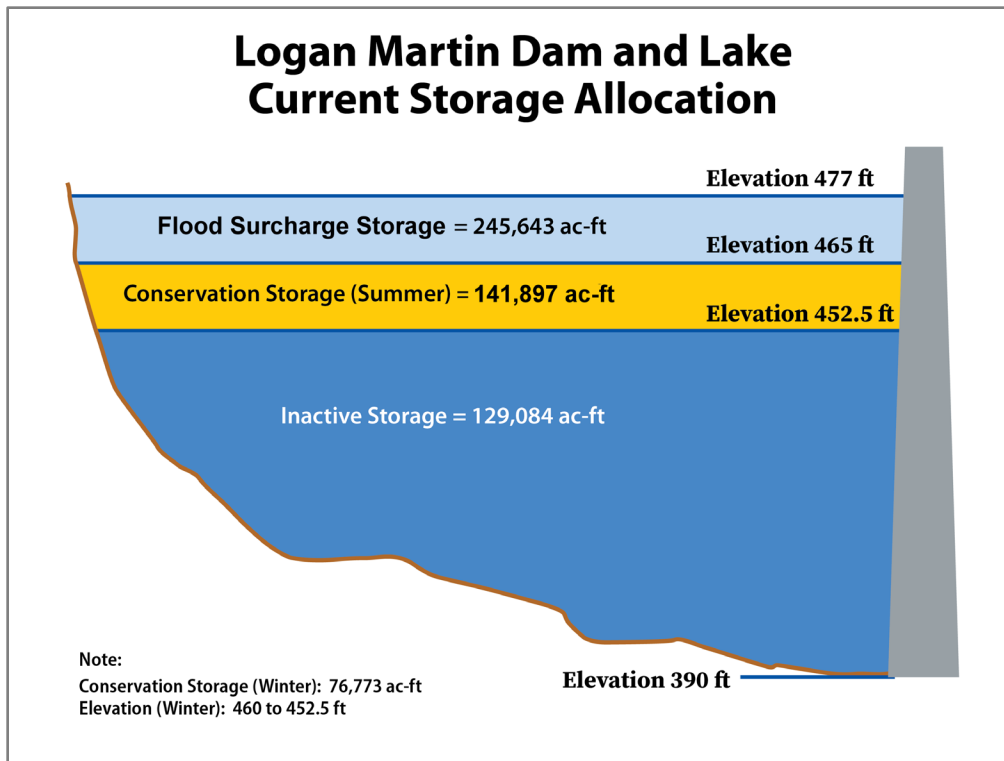 Logan Martin Dam and Lake
Current Storage Allocation
Elevation 477 ft
Flood Surcharge Storage = 245,643 ac-ft
Elevation 465 ft
Conservation Storage (Summer) = 141,897 ac-ft
Elevation 452.5 ft
Inactive Storage = 129,084 ac-ft
Note:
Conservation Storage (Winter): 76,773 ac-ft
Elevation (Winter): 460 to 452.5 ft
Elevation 390 ft